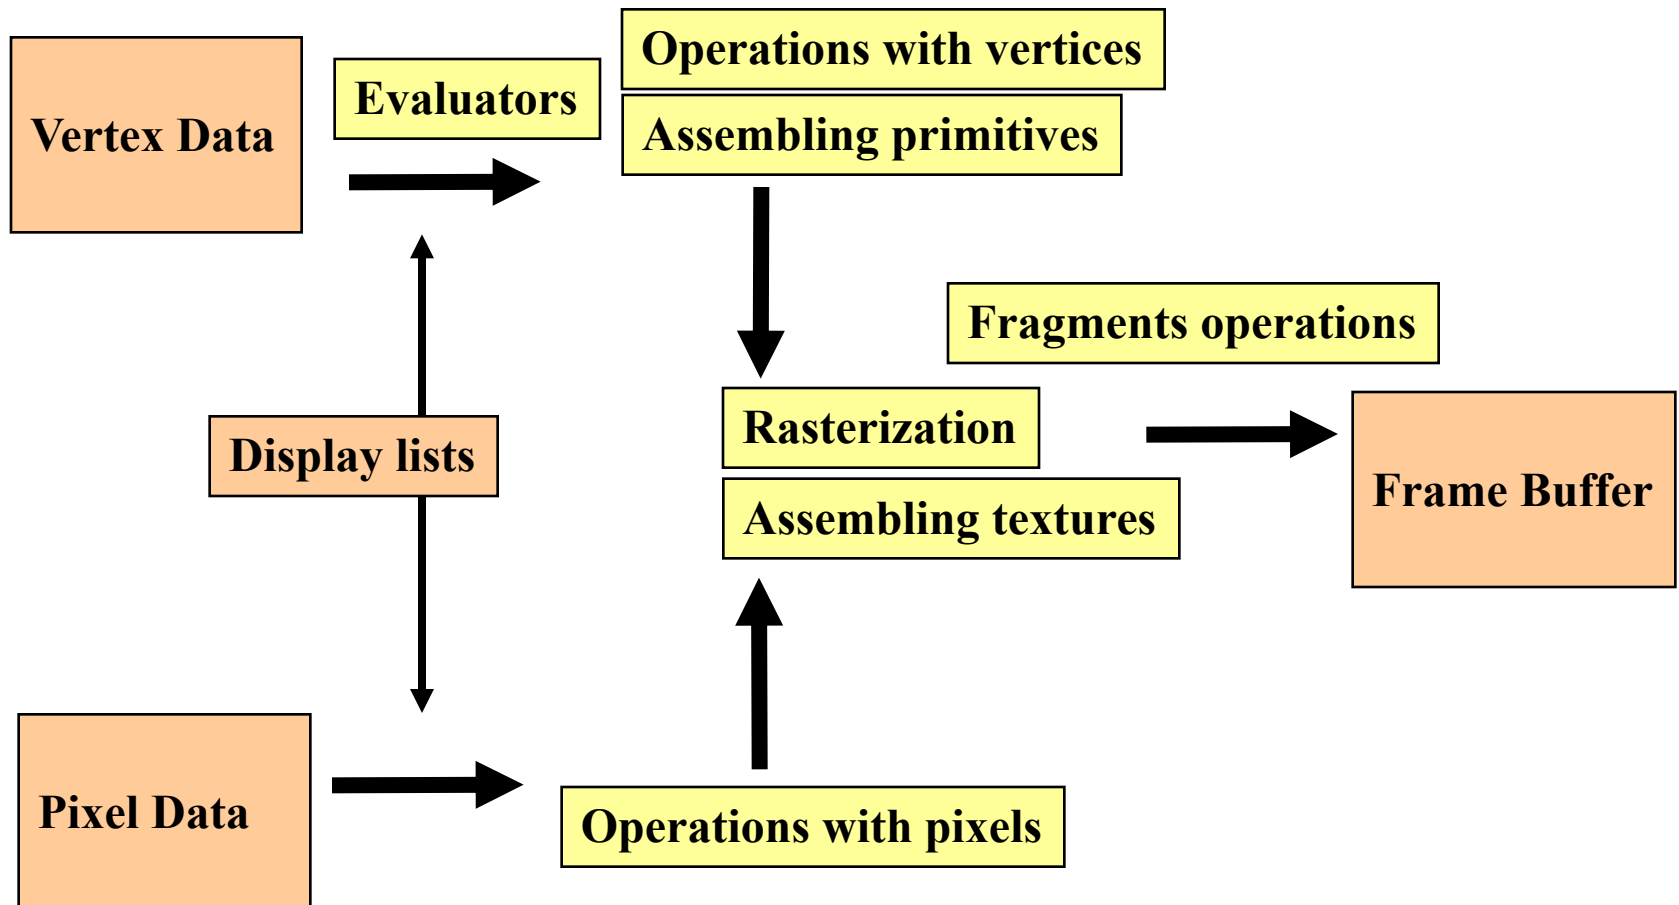 Vertex Data
Evaluators
Operations with vertices
Assembling primitives
Fragments operations
Rasterization
Assembling textures
Display lists
Frame Buffer
Pixel Data
Operations with pixels